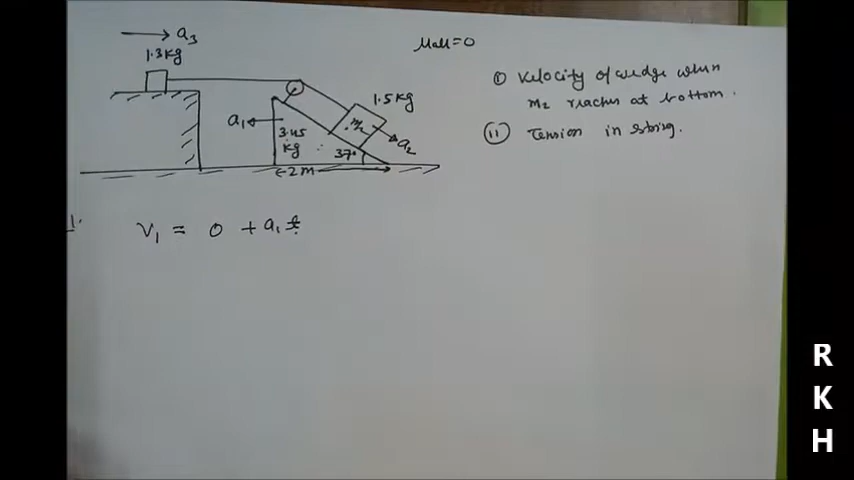 → a3
1.3kg
μall = 0
① Velocity of wedge when
m2 reaches at bottom.
ⓘⓘ Tension in string.
1.5kg
m2
a1
a2
3.45
kg
37°
←2m→
1.
V1 = 0 + a1 t
R
K
H